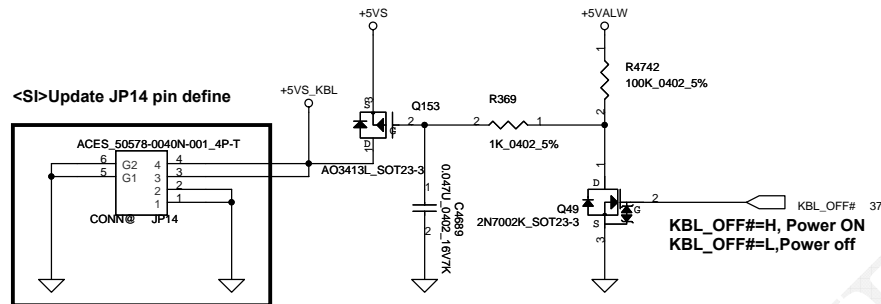 +5VS
+5VALW
<SI>Update JP14 pin define
+5VS_KBL
R4742
100K_0402_5%
1
2
S
3
G
D
1
Q153
2
AO3413L_SOT23-3
R369
2
1
1K_0402_5%
ACES_50578-0040N-001_4P-T
6
5
G2
G1
4
3
2
1
4
3
2
1
CONN@
JP14
1
2
0.047U_0402_16V7K
C4689
1
D
Q49
2N7002K_SOT23-3
G
S
3
2
KBL_OFF#
37
KBL_OFF#=H, Power ON
KBL_OFF#=L,Power off